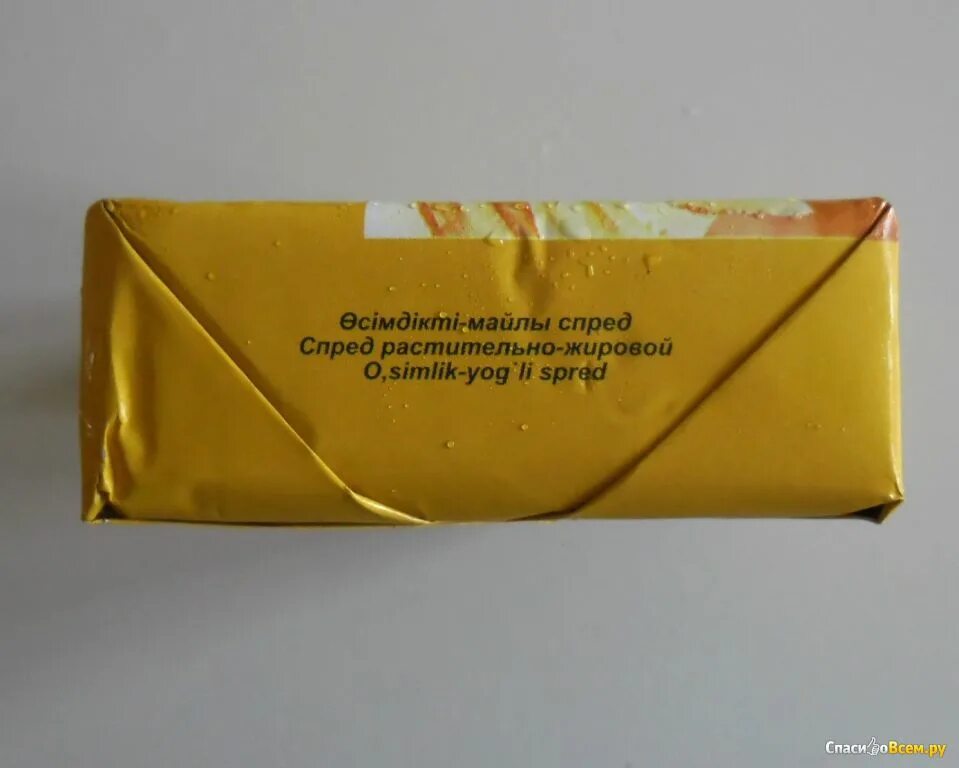 Өсімдікті-майлы спред
Спред растительно-жировой
O,simlik-yog`li spred
СпасибоВсем.ру